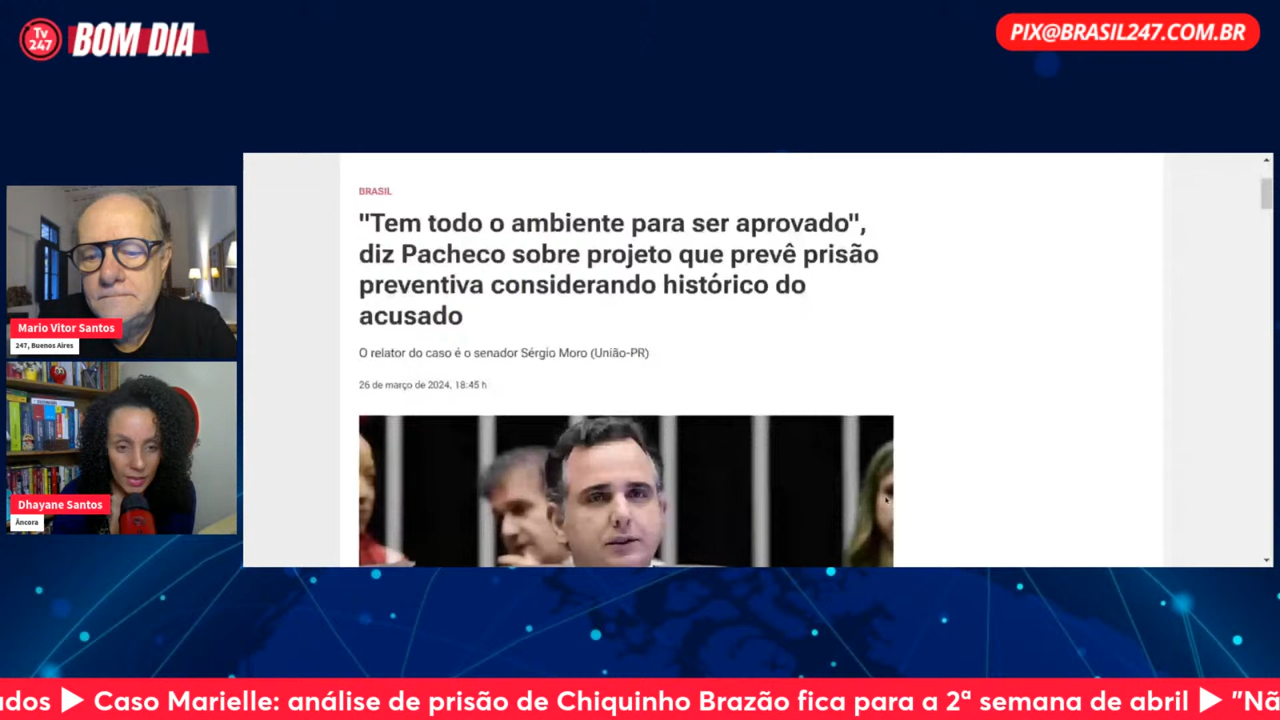 Tv 247
BOM DIA
PIX@BRASIL247.COM.BR
BRASIL
"Tem todo o ambiente para ser aprovado",
diz Pacheco sobre projeto que prevê prisão
preventiva considerando histórico do
acusado
O relator do caso é o senador Sérgio Moro (União-PR)
26 de março de 2024, 18:45 h
Mario Vitor Santos
247, Buenos Aires
Dhayane Santos
Âncora
ados ▶ Caso Marielle: análise de prisão de Chiquinho Brazão fica para a 2ª semana de abril ▶ "Nã